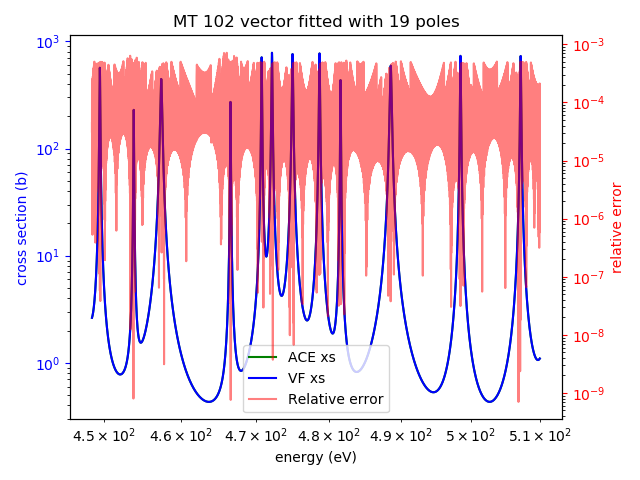 MT 102 vector fitted with 19 poles
cross section (b)
10³
10²
10¹
10⁰
relative error
10⁻³
10⁻⁴
10⁻⁵
10⁻⁶
10⁻⁷
10⁻⁸
10⁻⁹
ACE xs
VF xs
Relative error
4.5 × 10² 4.6 × 10² 4.7 × 10² 4.8 × 10² 4.9 × 10² 5 × 10² 5.1 × 10²
energy (eV)